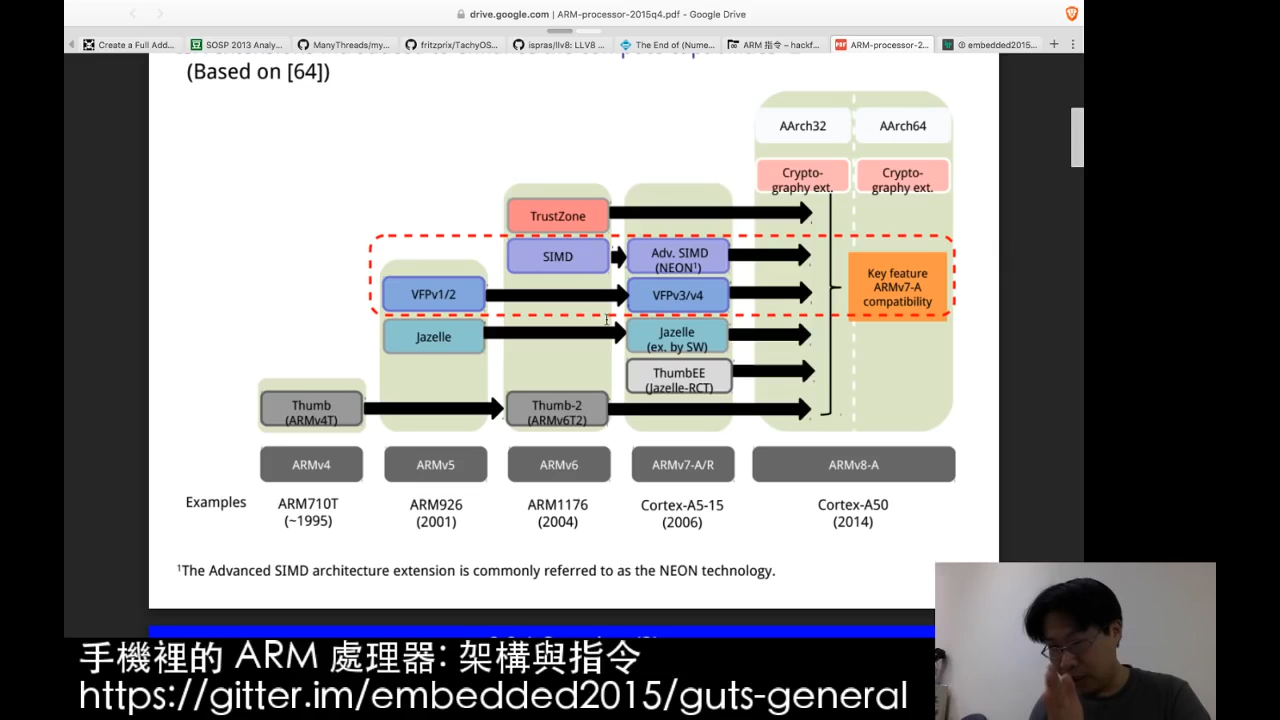 drive.google.com | ARM-processor-2015q4.pdf - Google Drive
Create a Full Add...
SOSP 2013 Analy...
ManyThreads/my...
fritzprix/TachyOS...
ispras/llv8: LLV8 ...
The End of (Nume...
ARM 指令 – hackf...
ARM-processor-2...
embedded2015...
(Based on [64])
AArch32
AArch64
Crypto-
graphy ext.
Crypto-
graphy ext.
TrustZone
SIMD
Adv. SIMD
(NEON¹)
VFPv1/2
VFPv3/v4
Key feature
ARMv7-A
compatibility
Jazelle
Jazelle
(ex. by SW)
ThumbEE
(Jazelle-RCT)
Thumb
(ARMv4T)
Thumb-2
(ARMv6T2)
ARMv4
ARMv5
ARMv6
ARMv7-A/R
ARMv8-A
Examples
ARM710T
(~1995)
ARM926
(2001)
ARM1176
(2004)
Cortex-A5-15
(2006)
Cortex-A50
(2014)
¹The Advanced SIMD architecture extension is commonly referred to as the NEON technology.
手機裡的 ARM 處理器: 架構與指令
https://gitter.im/embedded2015/guts-general